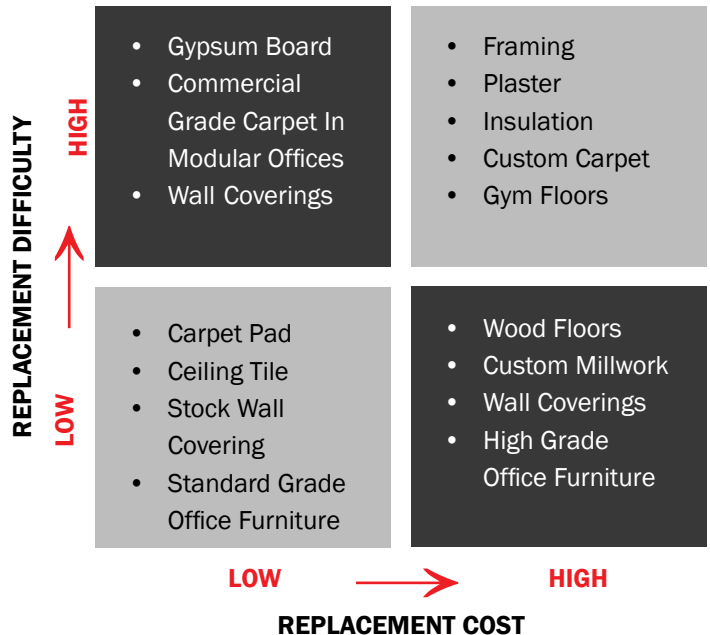 REPLACEMENT DIFFICULTY
HIGH
LOW
• Gypsum Board
• Commercial
Grade Carpet In
Modular Offices
• Wall Coverings
• Framing
• Plaster
• Insulation
• Custom Carpet
• Gym Floors
• Carpet Pad
• Ceiling Tile
• Stock Wall
Covering
• Standard Grade
Office Furniture
• Wood Floors
• Custom Millwork
• Wall Coverings
• High Grade
Office Furniture
LOW
HIGH
REPLACEMENT COST